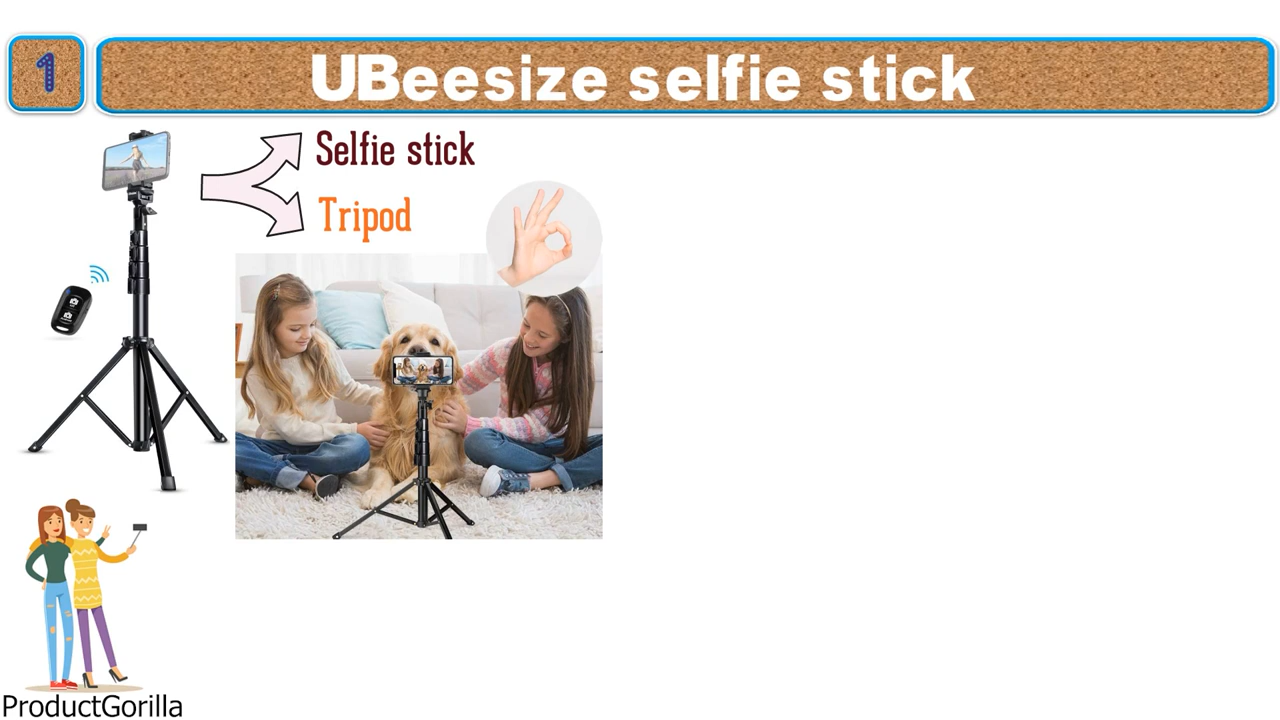 1
UBeesize selfie stick
Selfie stick
Tripod
ProductGorilla